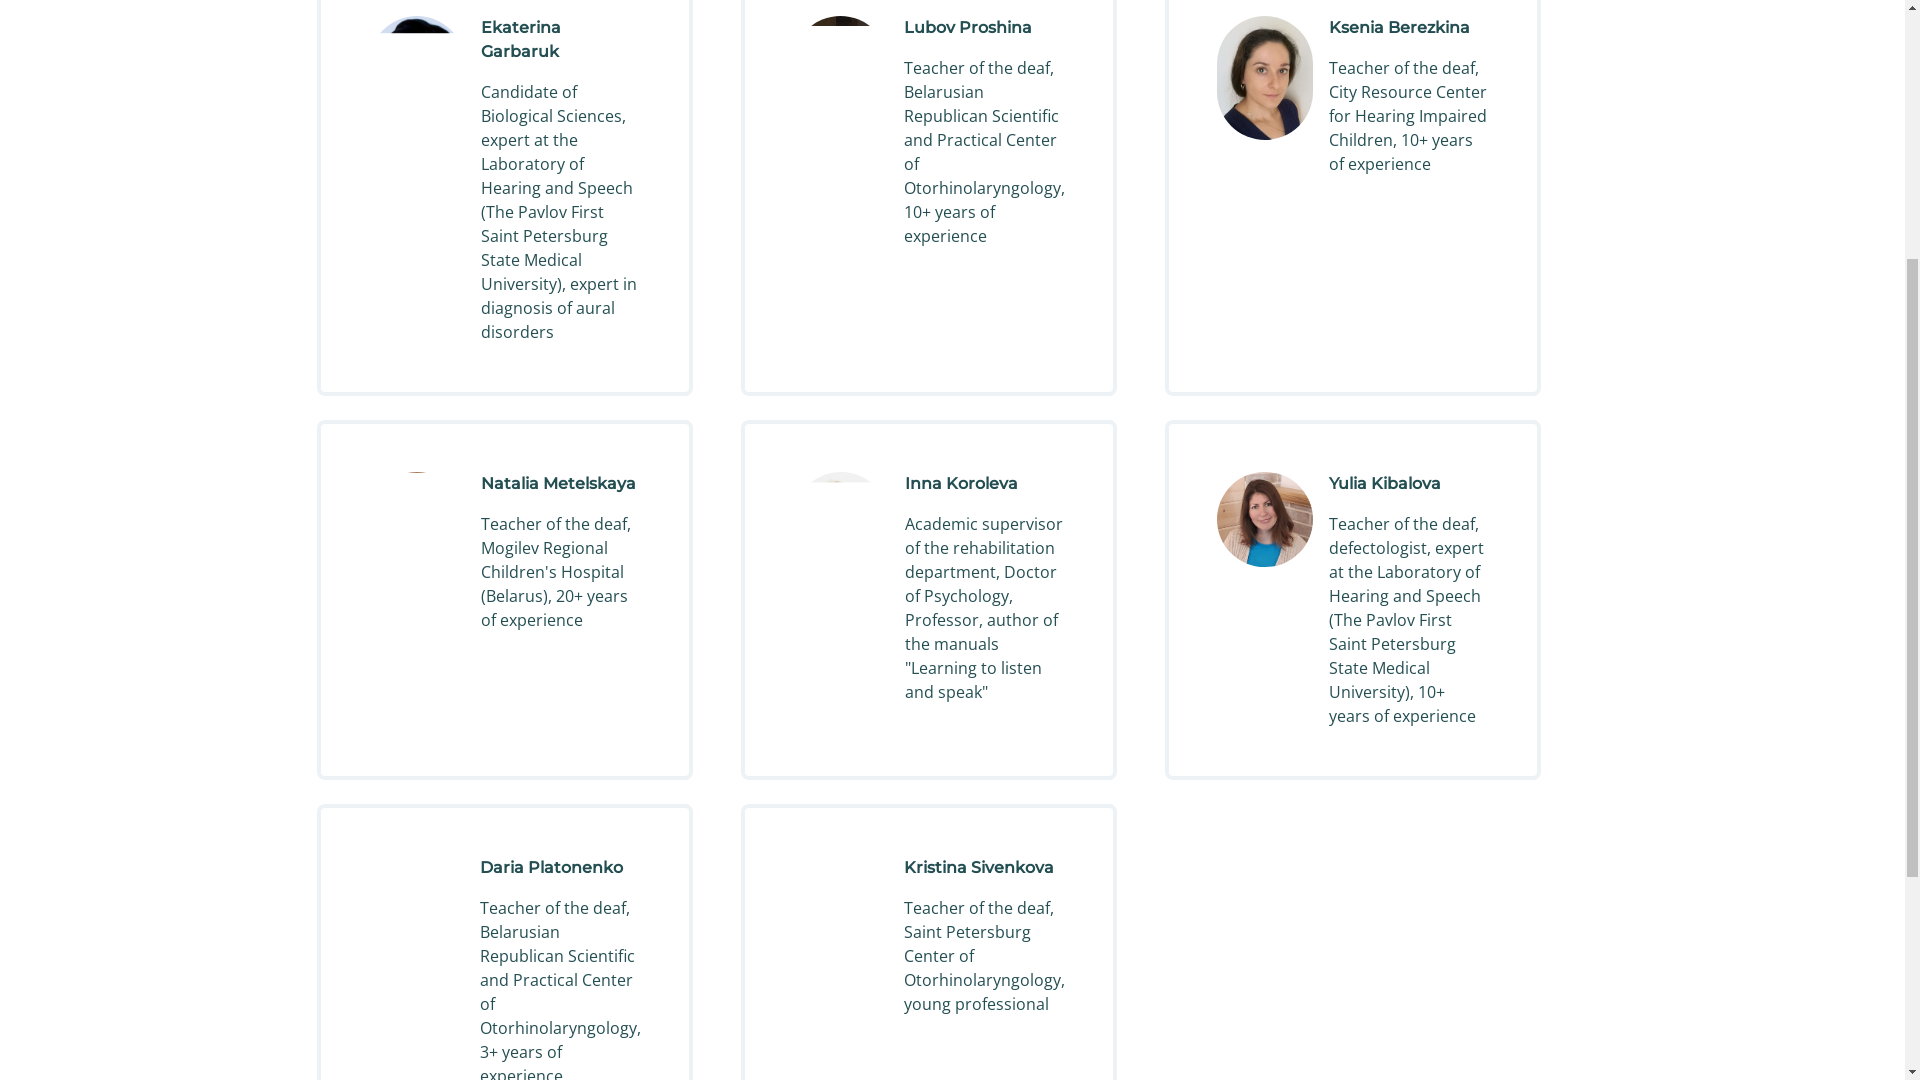 Ekaterina
Garbaruk
Candidate of
Biological Sciences,
expert at the
Laboratory of
Hearing and Speech
(The Pavlov First
Saint Petersburg
State Medical
University), expert in
diagnosis of aural
disorders
Lubov Proshina
Teacher of the deaf,
Belarusian
Republican Scientific
and Practical Center
of
Otorhinolaryngology,
10+ years of
experience
Ksenia Berezkina
Teacher of the deaf,
City Resource Center
for Hearing Impaired
Children, 10+ years
of experience
Natalia Metelskaya
Teacher of the deaf,
Mogilev Regional
Children's Hospital
(Belarus), 20+ years
of experience
Inna Koroleva
Academic supervisor
of the rehabilitation
department, Doctor
of Psychology,
Professor, author of
the manuals
"Learning to listen
and speak"
Yulia Kibalova
Teacher of the deaf,
defectologist, expert
at the Laboratory of
Hearing and Speech
(The Pavlov First
Saint Petersburg
State Medical
University), 10+
years of experience
Daria Platonenko
Teacher of the deaf,
Belarusian
Republican Scientific
and Practical Center
of
Otorhinolaryngology,
3+ years of
experience
Kristina Sivenkova
Teacher of the deaf,
Saint Petersburg
Center of
Otorhinolaryngology,
young professional